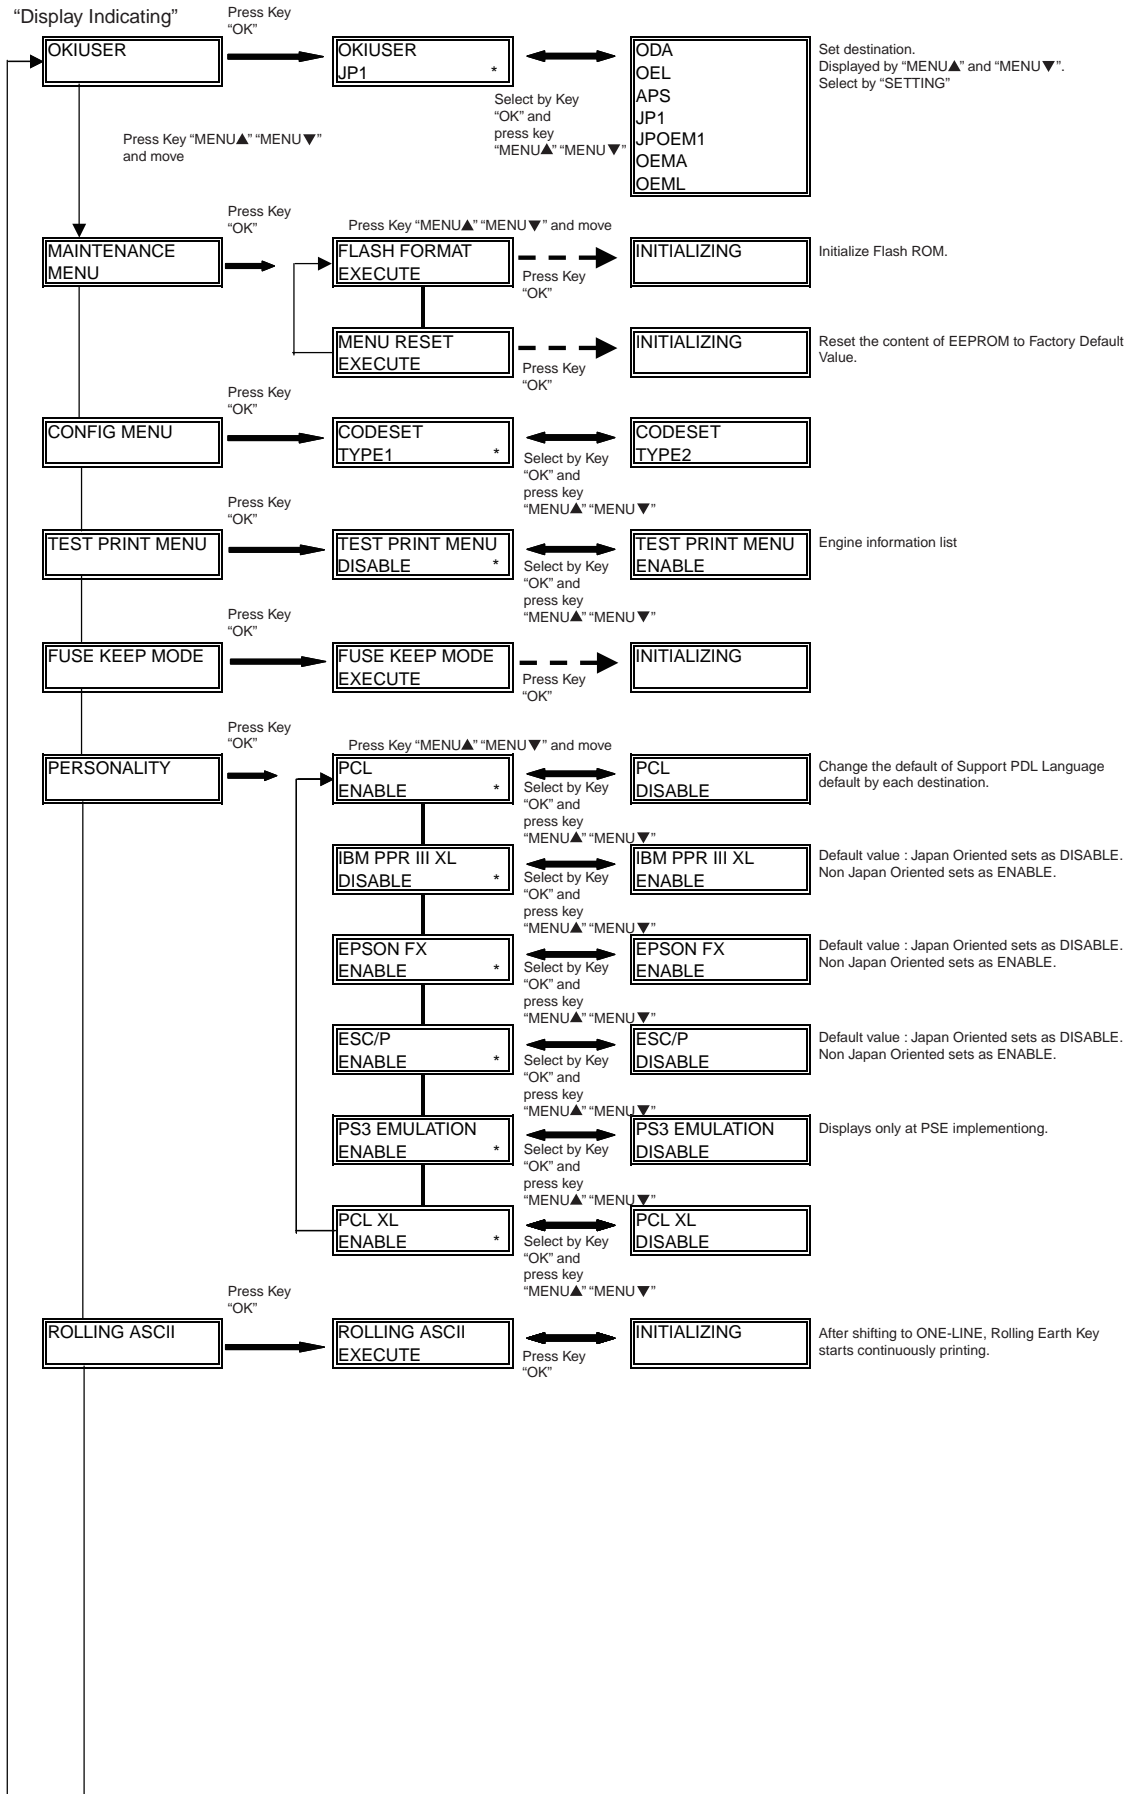 “Display Indicating”
Press Key
“OK”
OKIUSER
OKIUSER
JP1 *
ODA
OEL
APS
JP1
JPOEM1
OEMA
OEML
Set destination.
Displayed by “MENU▲” and “MENU▼”.
Select by “SETTING”
Select by Key
“OK” and
press key
“MENU▲” “MENU▼”
Press Key “MENU▲” “MENU▼”
and move
Press Key
“OK”
Press Key “MENU▲” “MENU▼” and move
MAINTENANCE
MENU
FLASH FORMAT
EXECUTE
Press Key
“OK”
INITIALIZING
Initialize Flash ROM.
MENU RESET
EXECUTE
Press Key
“OK”
INITIALIZING
Reset the content of EEPROM to Factory Default
Value.
Press Key
“OK”
CONFIG MENU
CODESET
TYPE1 *
Select by Key
“OK” and
press key
“MENU▲” “MENU▼”
CODESET
TYPE2
Press Key
“OK”
TEST PRINT MENU
TEST PRINT MENU
DISABLE *
Select by Key
“OK” and
press key
“MENU▲” “MENU▼”
TEST PRINT MENU
ENABLE
Engine information list
Press Key
“OK”
FUSE KEEP MODE
FUSE KEEP MODE
EXECUTE
Press Key
“OK”
INITIALIZING
Press Key
“OK”
Press Key “MENU▲” “MENU▼” and move
PERSONALITY
PCL
ENABLE *
Select by Key
“OK” and
press key
“MENU▲” “MENU▼”
PCL
DISABLE
Change the default of Support PDL Language
default by each destination.
IBM PPR III XL
DISABLE *
Select by Key
“OK” and
press key
“MENU▲” “MENU▼”
IBM PPR III XL
ENABLE
Default value : Japan Oriented sets as DISABLE.
Non Japan Oriented sets as ENABLE.
EPSON FX
ENABLE *
Select by Key
“OK” and
press key
“MENU▲” “MENU▼”
EPSON FX
ENABLE
Default value : Japan Oriented sets as DISABLE.
Non Japan Oriented sets as ENABLE.
ESC/P
ENABLE *
Select by Key
“OK” and
press key
“MENU▲” “MENU▼”
ESC/P
DISABLE
Default value : Japan Oriented sets as DISABLE.
Non Japan Oriented sets as ENABLE.
PS3 EMULATION
ENABLE *
Select by Key
“OK” and
press key
“MENU▲” “MENU▼”
PS3 EMULATION
DISABLE
Displays only at PSE implementiong.
PCL XL
ENABLE *
Select by Key
“OK” and
press key
“MENU▲” “MENU▼”
PCL XL
DISABLE
Press Key
“OK”
ROLLING ASCII
ROLLING ASCII
EXECUTE
Press Key
“OK”
INITIALIZING
After shifting to ONE-LINE, Rolling Earth Key
starts continuously printing.